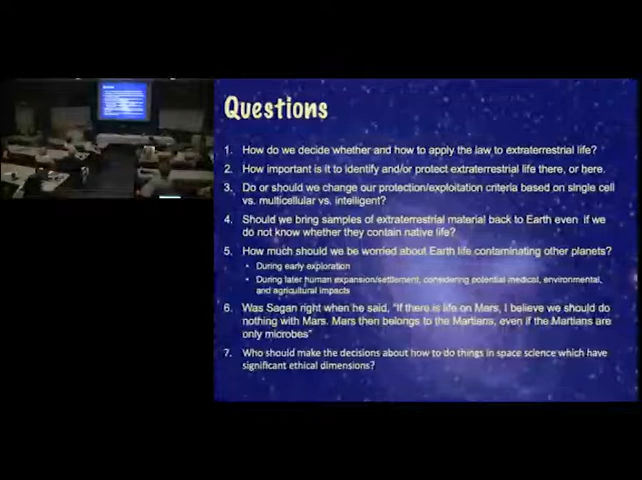 Questions
1. How do we decide whether and how to apply the law to extraterrestrial life?
2. How important is it to identify and/or protect extraterrestrial life there, or here.
3. Do or should we change our protection/exploitation criteria based on single cell
vs. multicellular vs. intelligent?
4. Should we bring samples of extraterrestrial material back to Earth even if we
do not know whether they contain native life?
5. How much should we be worried about Earth life contaminating other planets?
• During early exploration
• During later human expansion/settlement, considering potential medical, environmental,
and agricultural impacts
6. Was Sagan right when he said, "If there is life on Mars, I believe we should do
nothing with Mars. Mars then belongs to the Martians, even if the Martians are
only microbes"
7. Who should make the decisions about how to do things in space science which have
significant ethical dimensions?